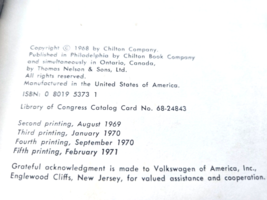 Copyright © 1968 by Chilton Company.
Published in Philadelphia by Chilton Book Company
and simultaneously in Ontario, Canada,
by Thomas Nelson & Sons, Ltd.
All rights reserved.
Manufactured in the United States of America.
ISBN: 0 8019 5373 1
Library of Congress Catalog Card No. 68-24843
Second printing, August 1969
Third printing, January 1970
Fourth printing, September 1970
Fifth printing, February 1971
Grateful acknowledgment is made to Volkswagen of America, Inc.,
Englewood Cliffs, New Jersey, for valued assistance and cooperation.